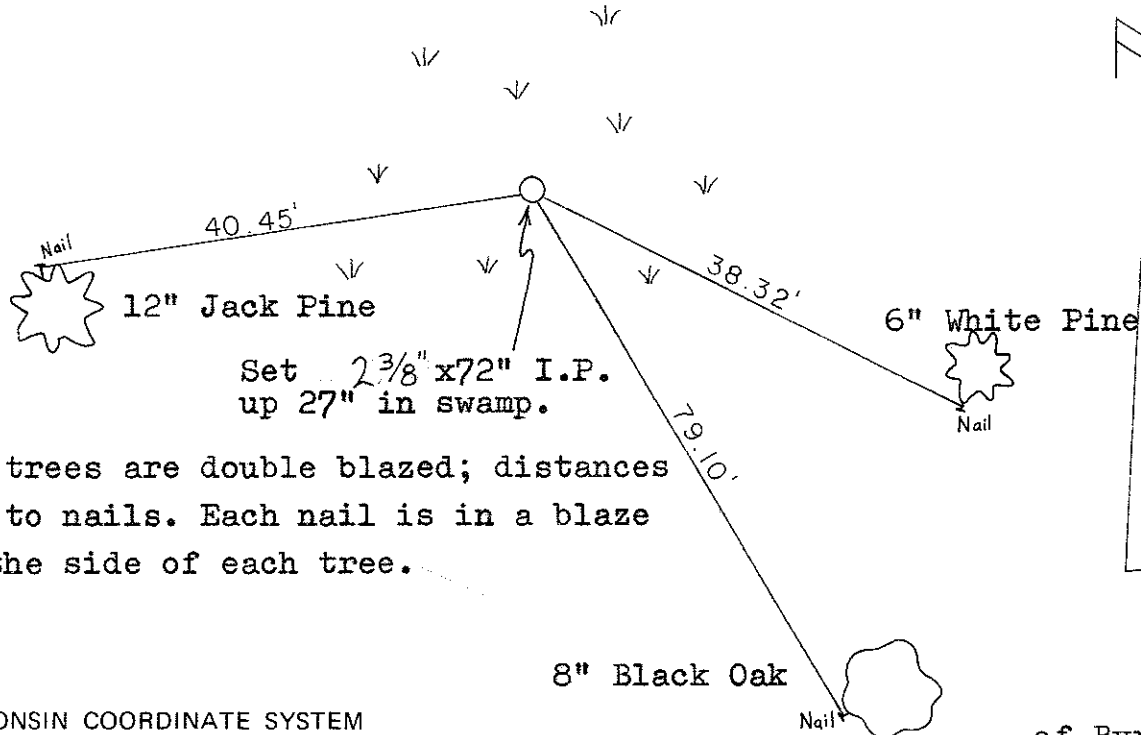 40.45'
Nail
12" Jack Pine
38.32'
6" White Pine
Nail
Set 2 3/8" x72" I.P.
up 27" in swamp.
79.10'
trees are double blazed; distances
to nails. Each nail is in a blaze
the side of each tree.
8" Black Oak
Nail
ONSIN COORDINATE SYSTEM